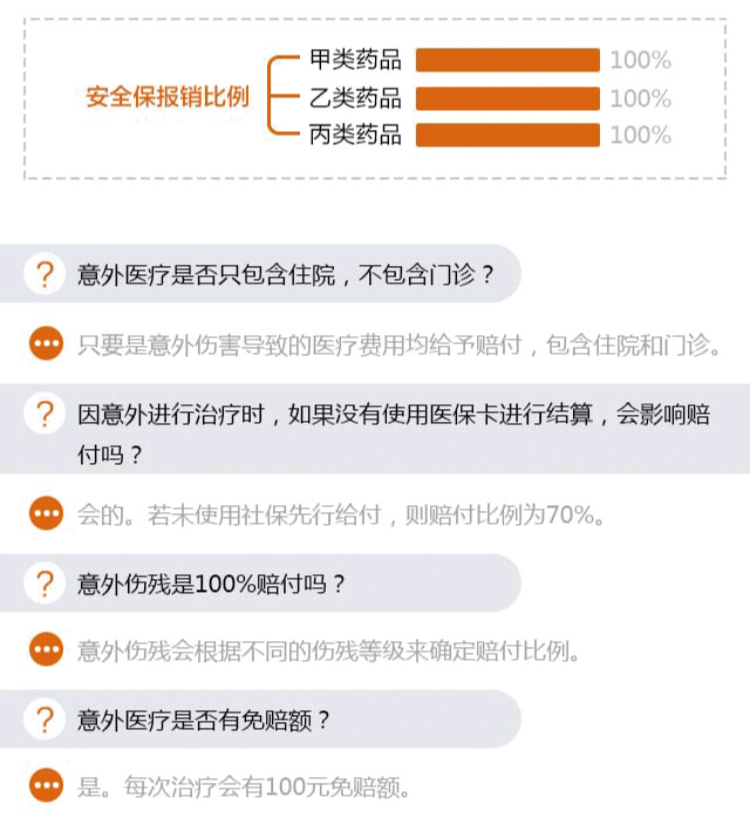 安全保报销比例
甲类药品 100%
乙类药品 100%
丙类药品 100%
? 意外医疗是否只包含住院，不包含门诊？
只要是意外伤害导致的医疗费用均给予赔付，包含住院和门诊。
? 因意外进行治疗时，如果没有使用医保卡进行结算，会影响赔
付吗？
会的。若未使用社保先行给付，则赔付比例为70%。
? 意外伤残是100%赔付吗？
意外伤残会根据不同的伤残等级来确定赔付比例。
? 意外医疗是否有免赔额？
是。每次治疗会有100元免赔额。